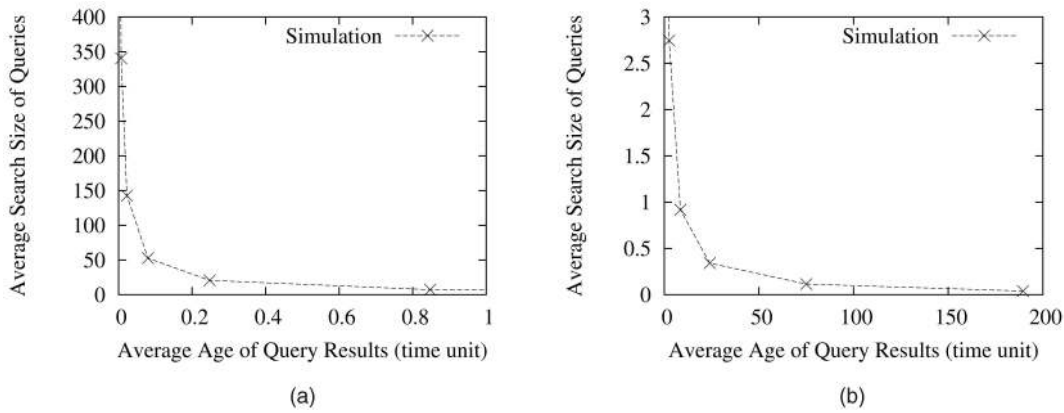 Average Search Size of Queries
400
350
300
250
200
150
100
50
0
Simulation
0 0.2 0.4 0.6 0.8 1
Average Age of Query Results (time unit)
(a)
Average Search Size of Queries
3
2.5
2
1.5
1
0.5
0
Simulation
0 50 100 150 200
Average Age of Query Results (time unit)
(b)